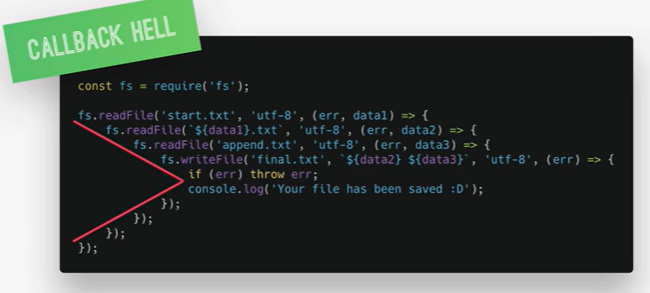 CALLBACK HELL
const fs = require('fs');
fs.readFile('start.txt', 'utf-8', (err, data1) => {
fs.readFile(`${data1}.txt`, 'utf-8', (err, data2) => {
fs.readFile('append.txt', 'utf-8', (err, data3) => {
fs.writeFile('final.txt', `${data2} ${data3}`, 'utf-8', (err) => {
if (err) throw err;
console.log('Your file has been saved :D');
});
});
});
});